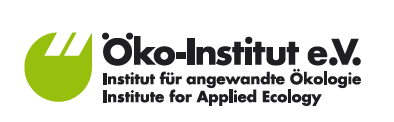 Öko-Institut e.V.
Institut für angewandte Ökologie
Institute for Applied Ecology